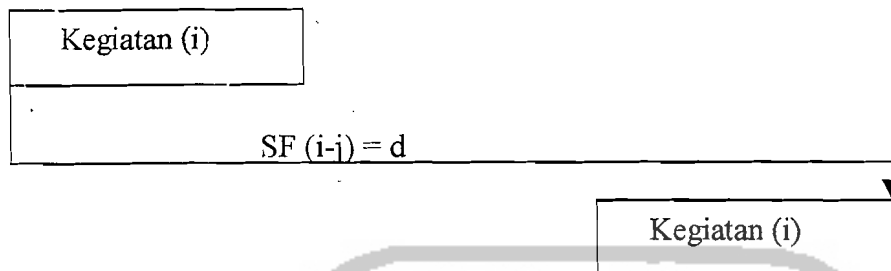 Kegiatan (i)
SF (i-j) = d
Kegiatan (i)